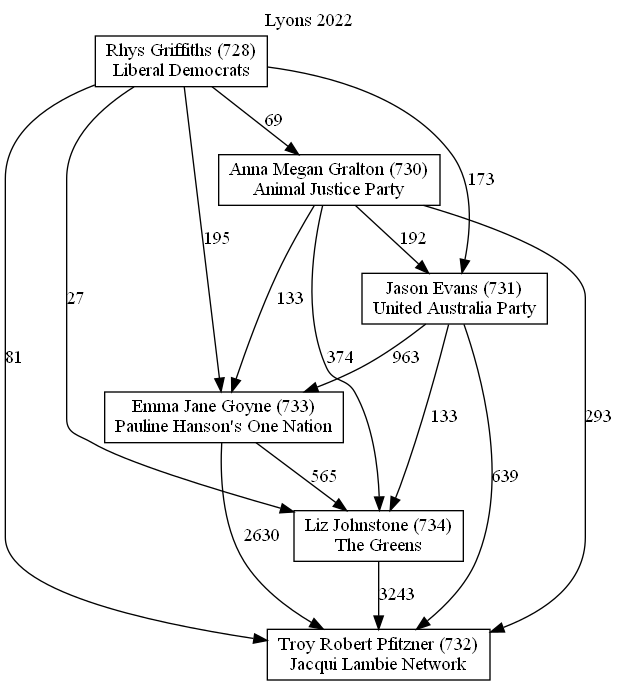 Lyons 2022
Rhys Griffiths (728)
Liberal Democrats
69
Anna Megan Gralton (730)
Animal Justice Party
173
195
192
133
Jason Evans (731)
United Australia Party
27
81
374
963
Emma Jane Goyne (733)
Pauline Hanson's One Nation
133
293
565
639
Liz Johnstone (734)
The Greens
2630
3243
Troy Robert Pfitzner (732)
Jacqui Lambie Network